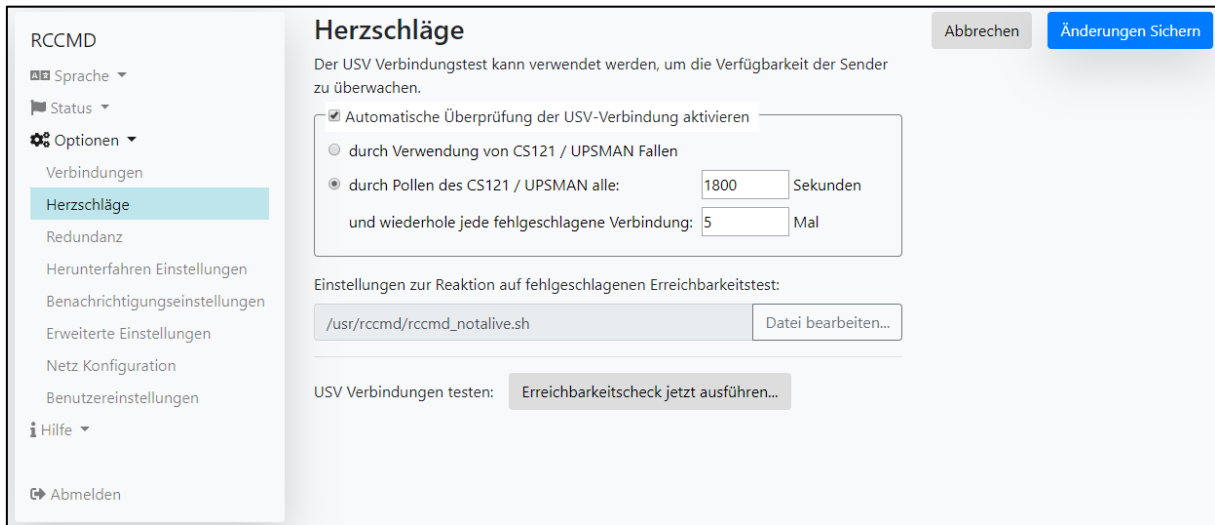 RCCMD
Sprache
Status
Optionen
Verbindungen
Herzschläge
Redundanz
Herunterfahren Einstellungen
Benachrichtigungseinstellungen
Erweiterte Einstellungen
Netz Konfiguration
Benutzereinstellungen
Hilfe
Abmelden
Herzschläge
Abbrechen
Änderungen Sichern
Der USV Verbindungstest kann verwendet werden, um die Verfügbarkeit der Sender
zu überwachen.
Automatische Überprüfung der USV-Verbindung aktivieren
durch Verwendung von CS121 / UPSMAN Fallen
durch Pollen des CS121 / UPSMAN alle: 1800 Sekunden
und wiederhole jede fehlgeschlagene Verbindung: 5 Mal
Einstellungen zur Reaktion auf fehlgeschlagenen Erreichbarkeitstest:
/usr/rccmd/rccmd_notalive.sh Datei bearbeiten...
USV Verbindungen testen: Erreichbarkeitscheck jetzt ausführen...